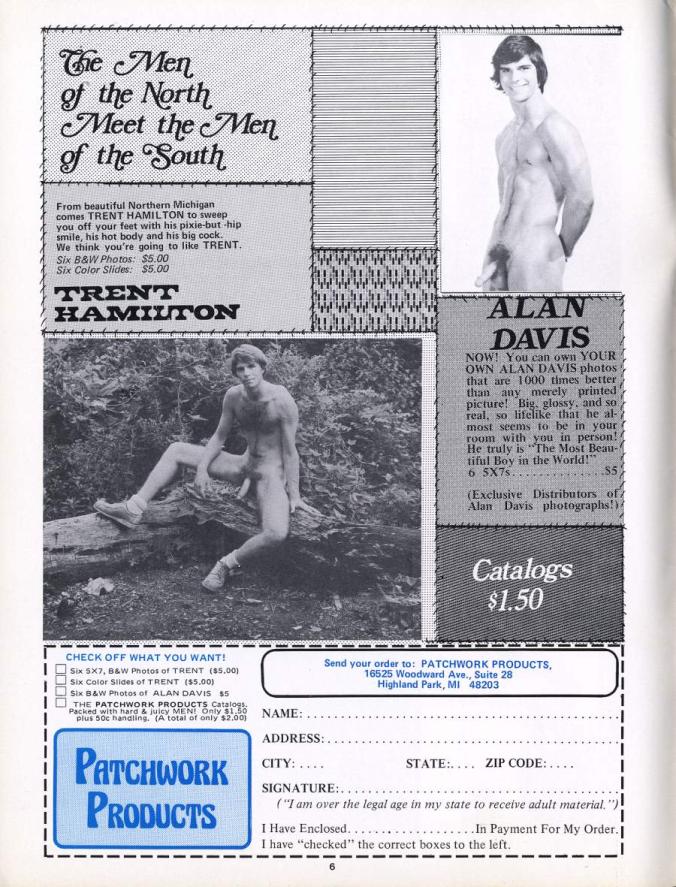 The Men
of the North
Meet the Men
of the South
From beautiful Northern Michigan
comes TRENT HAMILTON to sweep
you off your feet with his pixie-but -hip
smile, his hot body and his big cock.
We think you're going to like TRENT.
Six B&W Photos: $5.00
Six Color Slides: $5.00
TRENT
HAMILTON
ALAN
DAVIS
NOW! You can own YOUR
OWN ALAN DAVIS photos
that are 1000 times better
than any merely printed
picture! Big, glossy, and so
real, so lifelike that he al-
most seems to be in your
room with you in person!
He truly is "The Most Beau-
tiful Boy in the World!"
6 5X7s..............$5
(Exclusive Distributors of
Alan Davis photographs!)
Catalogs
$1.50
CHECK OFF WHAT YOU WANT!
Six 5X7, B&W Photos of TRENT ($5.00)
Six Color Slides of TRENT ($5.00)
Six B&W Photos of ALAN DAVIS $5
THE PATCHWORK PRODUCTS Catalogs.
Packed with hard & juicy MEN! Only $1.50
plus 50c handling. (A total of only $2.00)
PATCHWORK
PRODUCTS
Send your order to: PATCHWORK PRODUCTS,
16525 Woodward Ave., Suite 28
Highland Park, MI 48203
NAME:
ADDRESS:
CITY: .... STATE:.... ZIP CODE: ....
SIGNATURE:
("I am over the legal age in my state to receive adult material.")
I Have Enclosed......................In Payment For My Order.
I have "checked" the correct boxes to the left.
6